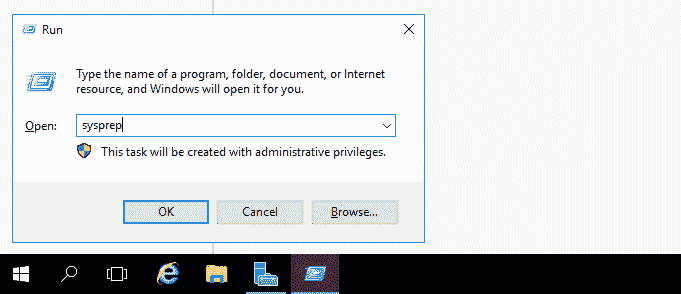 Run
Type the name of a program, folder, document, or Internet
resource, and Windows will open it for you.
Open: sysprep
This task will be created with administrative privileges.
OK Cancel Browse...